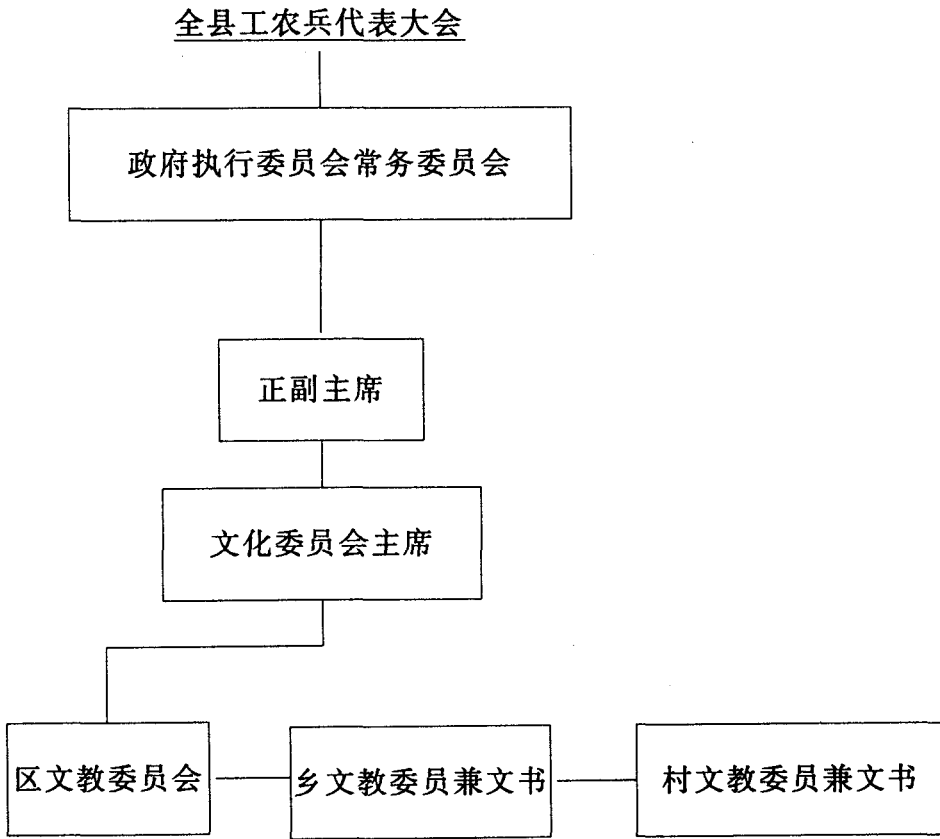 全县工农兵代表大会
政府执行委员会常务委员会
正副主席
文化委员会主席
区文教委员会
乡文教委员兼文书
村文教委员兼文书